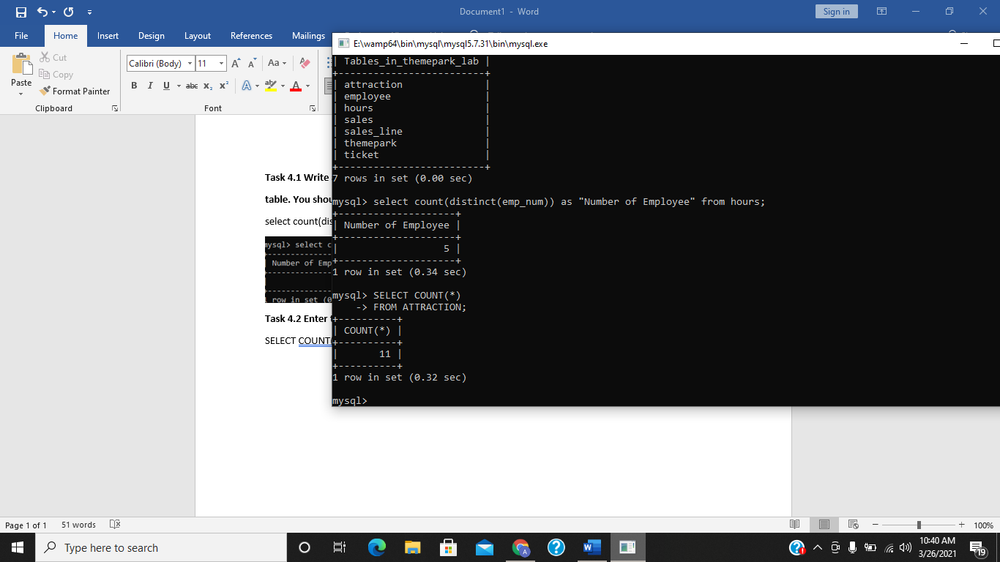 Document1 - Word
Sign in
File Home Insert Design Layout References Mailings
E:\wamp64\bin\mysql\mysql5.7.31\bin\mysql.exe
Paste
Cut
Copy
Format Painter
Calibri (Body) 11
Clipboard
Font
| Tables_in_themepark_lab |
+-------------------------+
| attraction |
| employee |
| hours |
| sales |
| sales_line |
| themepark |
| ticket |
+-------------------------+
7 rows in set (0.00 sec)
mysql> select count(distinct(emp_num)) as "Number of Employee" from hours;
+--------------------+
| Number of Employee |
+--------------------+
| 5 |
+--------------------+
1 row in set (0.34 sec)
mysql> SELECT COUNT(*)
-> FROM ATTRACTION;
+----------+
| COUNT(*) |
+----------+
| 11 |
+----------+
1 row in set (0.32 sec)
mysql>
Task 4.1 Write
table. You shou
select count(dis
mysql> select c
Number of Emp
row in set (0
Task 4.2 Enter
SELECT COUNT(
Page 1 of 1 51 words
100%
Type here to search
10:40 AM
3/26/2021
19